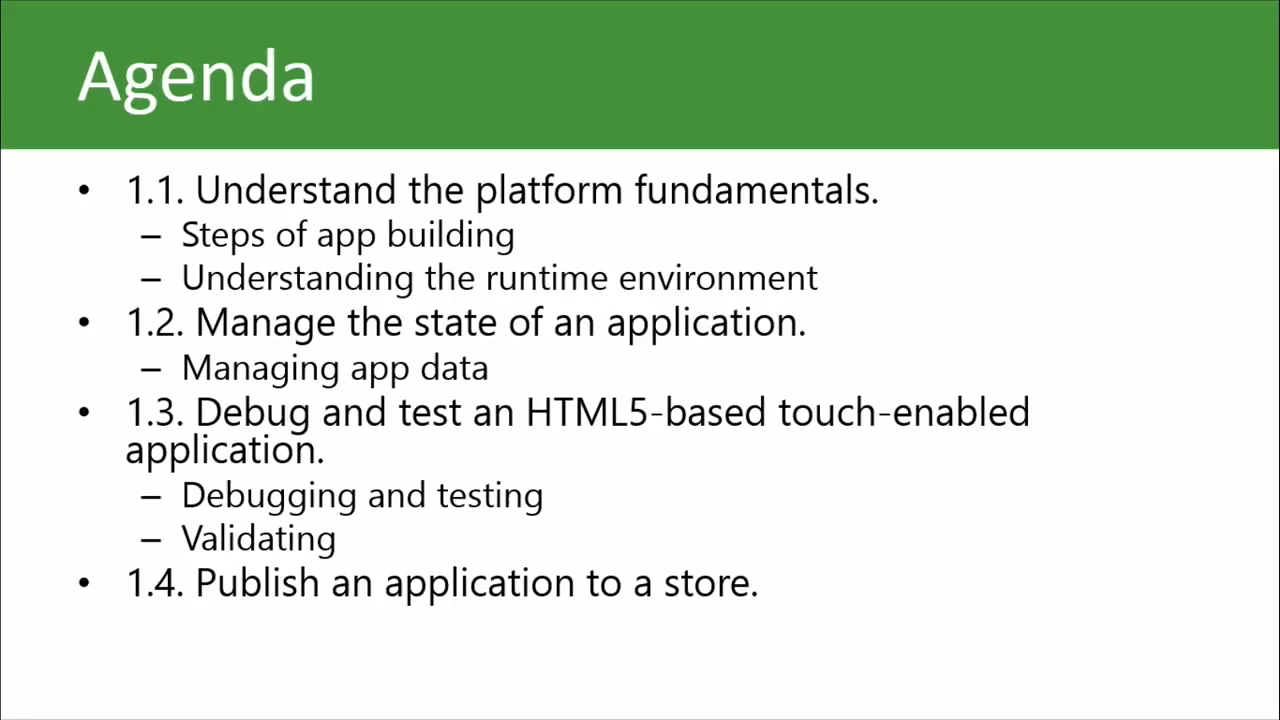 Agenda
• 1.1. Understand the platform fundamentals.
– Steps of app building
– Understanding the runtime environment
• 1.2. Manage the state of an application.
– Managing app data
• 1.3. Debug and test an HTML5-based touch-enabled
application.
– Debugging and testing
– Validating
• 1.4. Publish an application to a store.